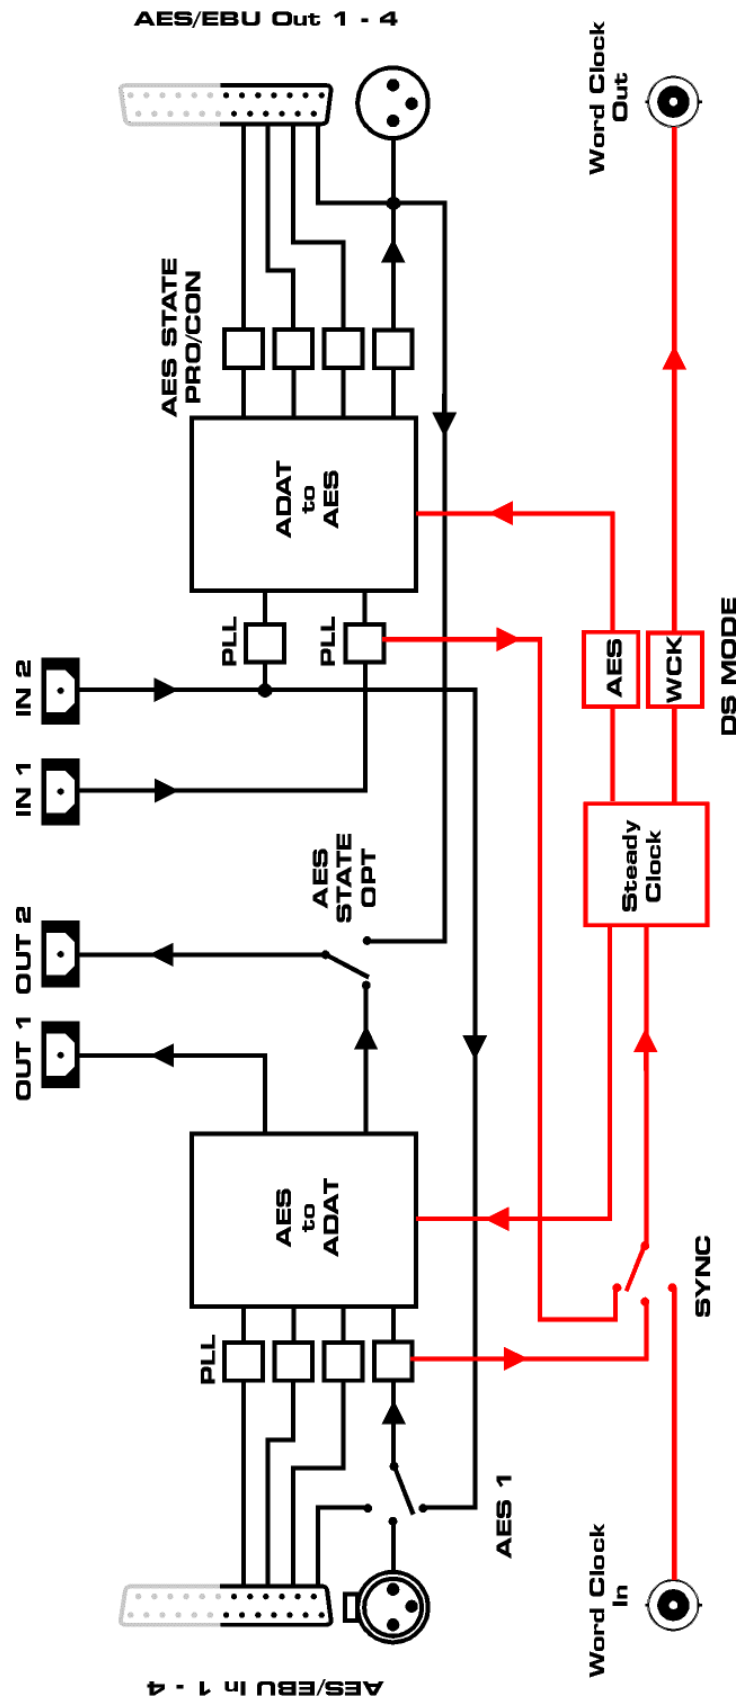 AES/EBU Out 1 - 4
Word Clock
Out
AES STATE
PRO/CON
ADAT
to
AES
PLL
PLL
IN 2
IN 1
AES
WCK
DS MODE
Steady
Clock
AES
STATE
OPT
OUT 2
OUT 1
AES
to
ADAT
SYNC
PLL
AES 1
Word Clock
In
AES/EBU In 1 - 4